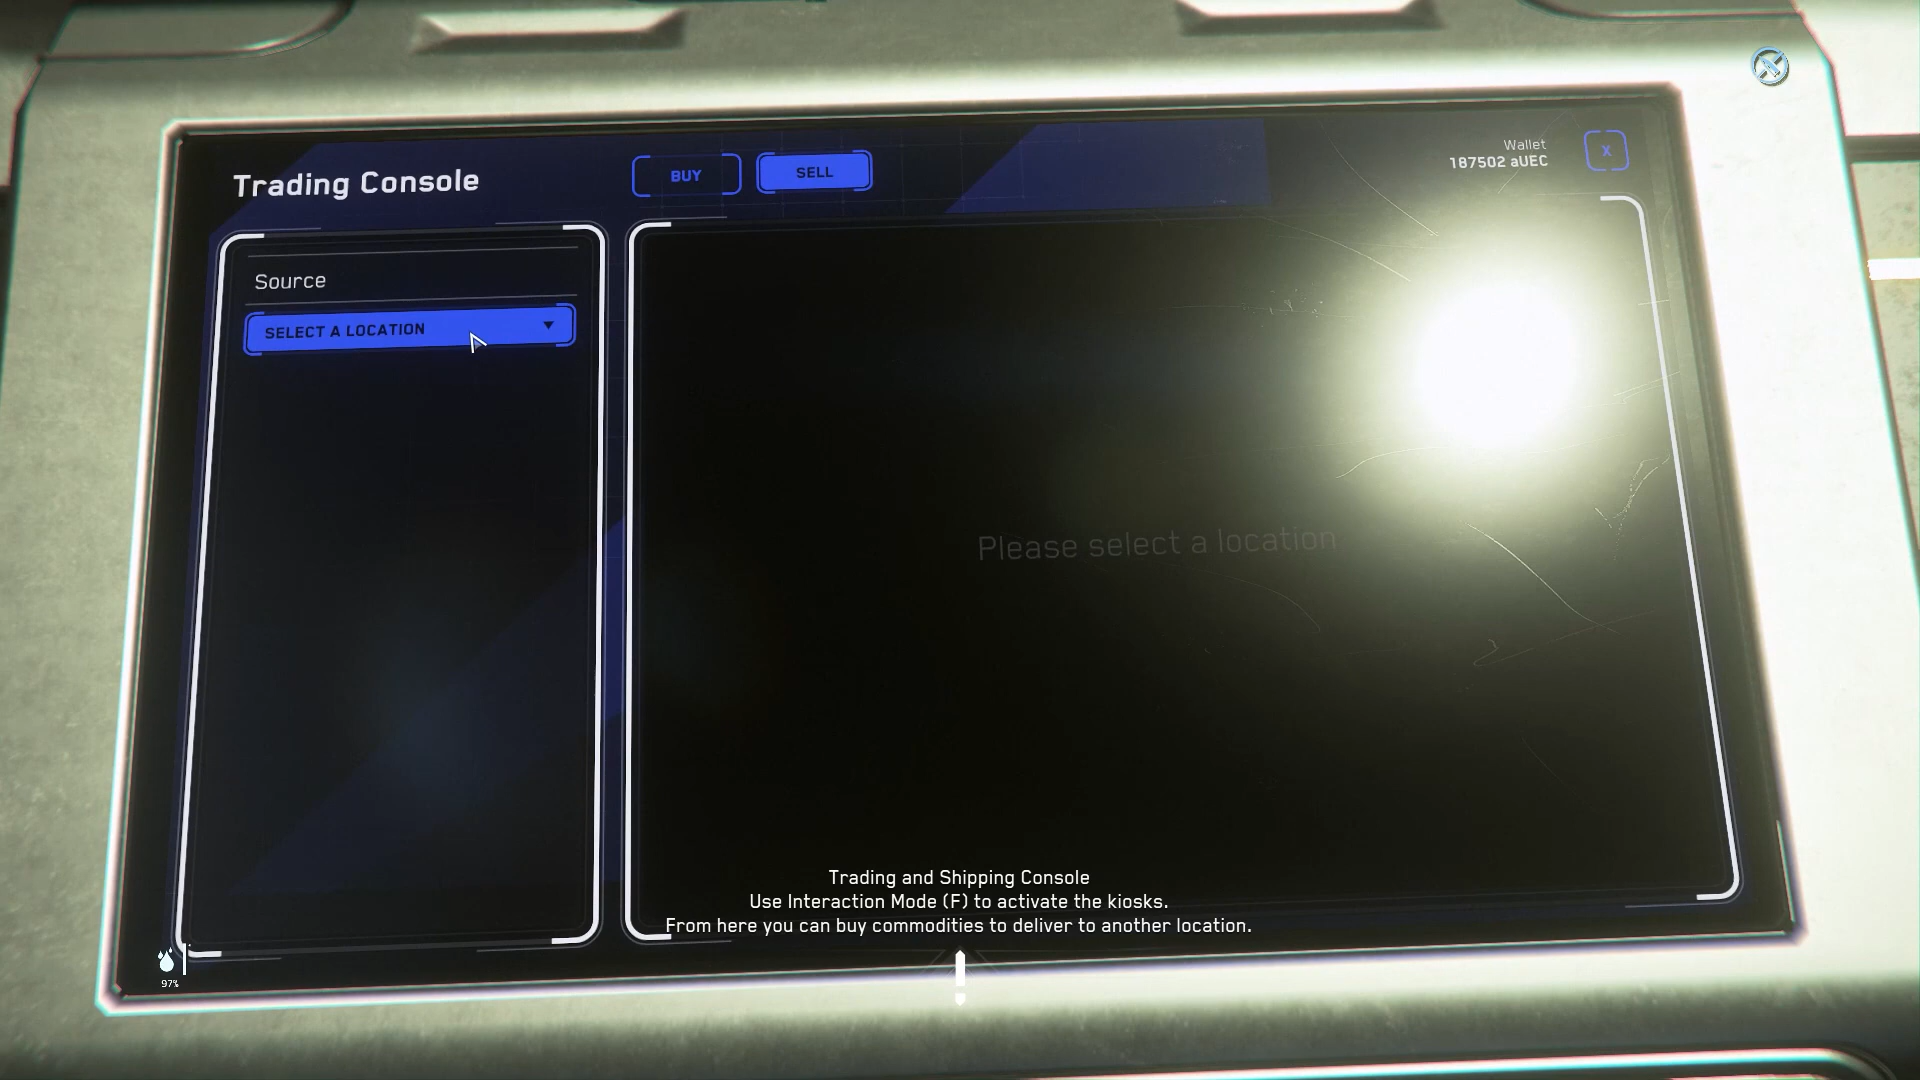 Trading Console
BUY
SELL
Wallet
187502 aUEC
X
Source
SELECT A LOCATION
Please select a location
Trading and Shipping Console
Use Interaction Mode (F) to activate the kiosks.
From here you can buy commodities to deliver to another location.
97%